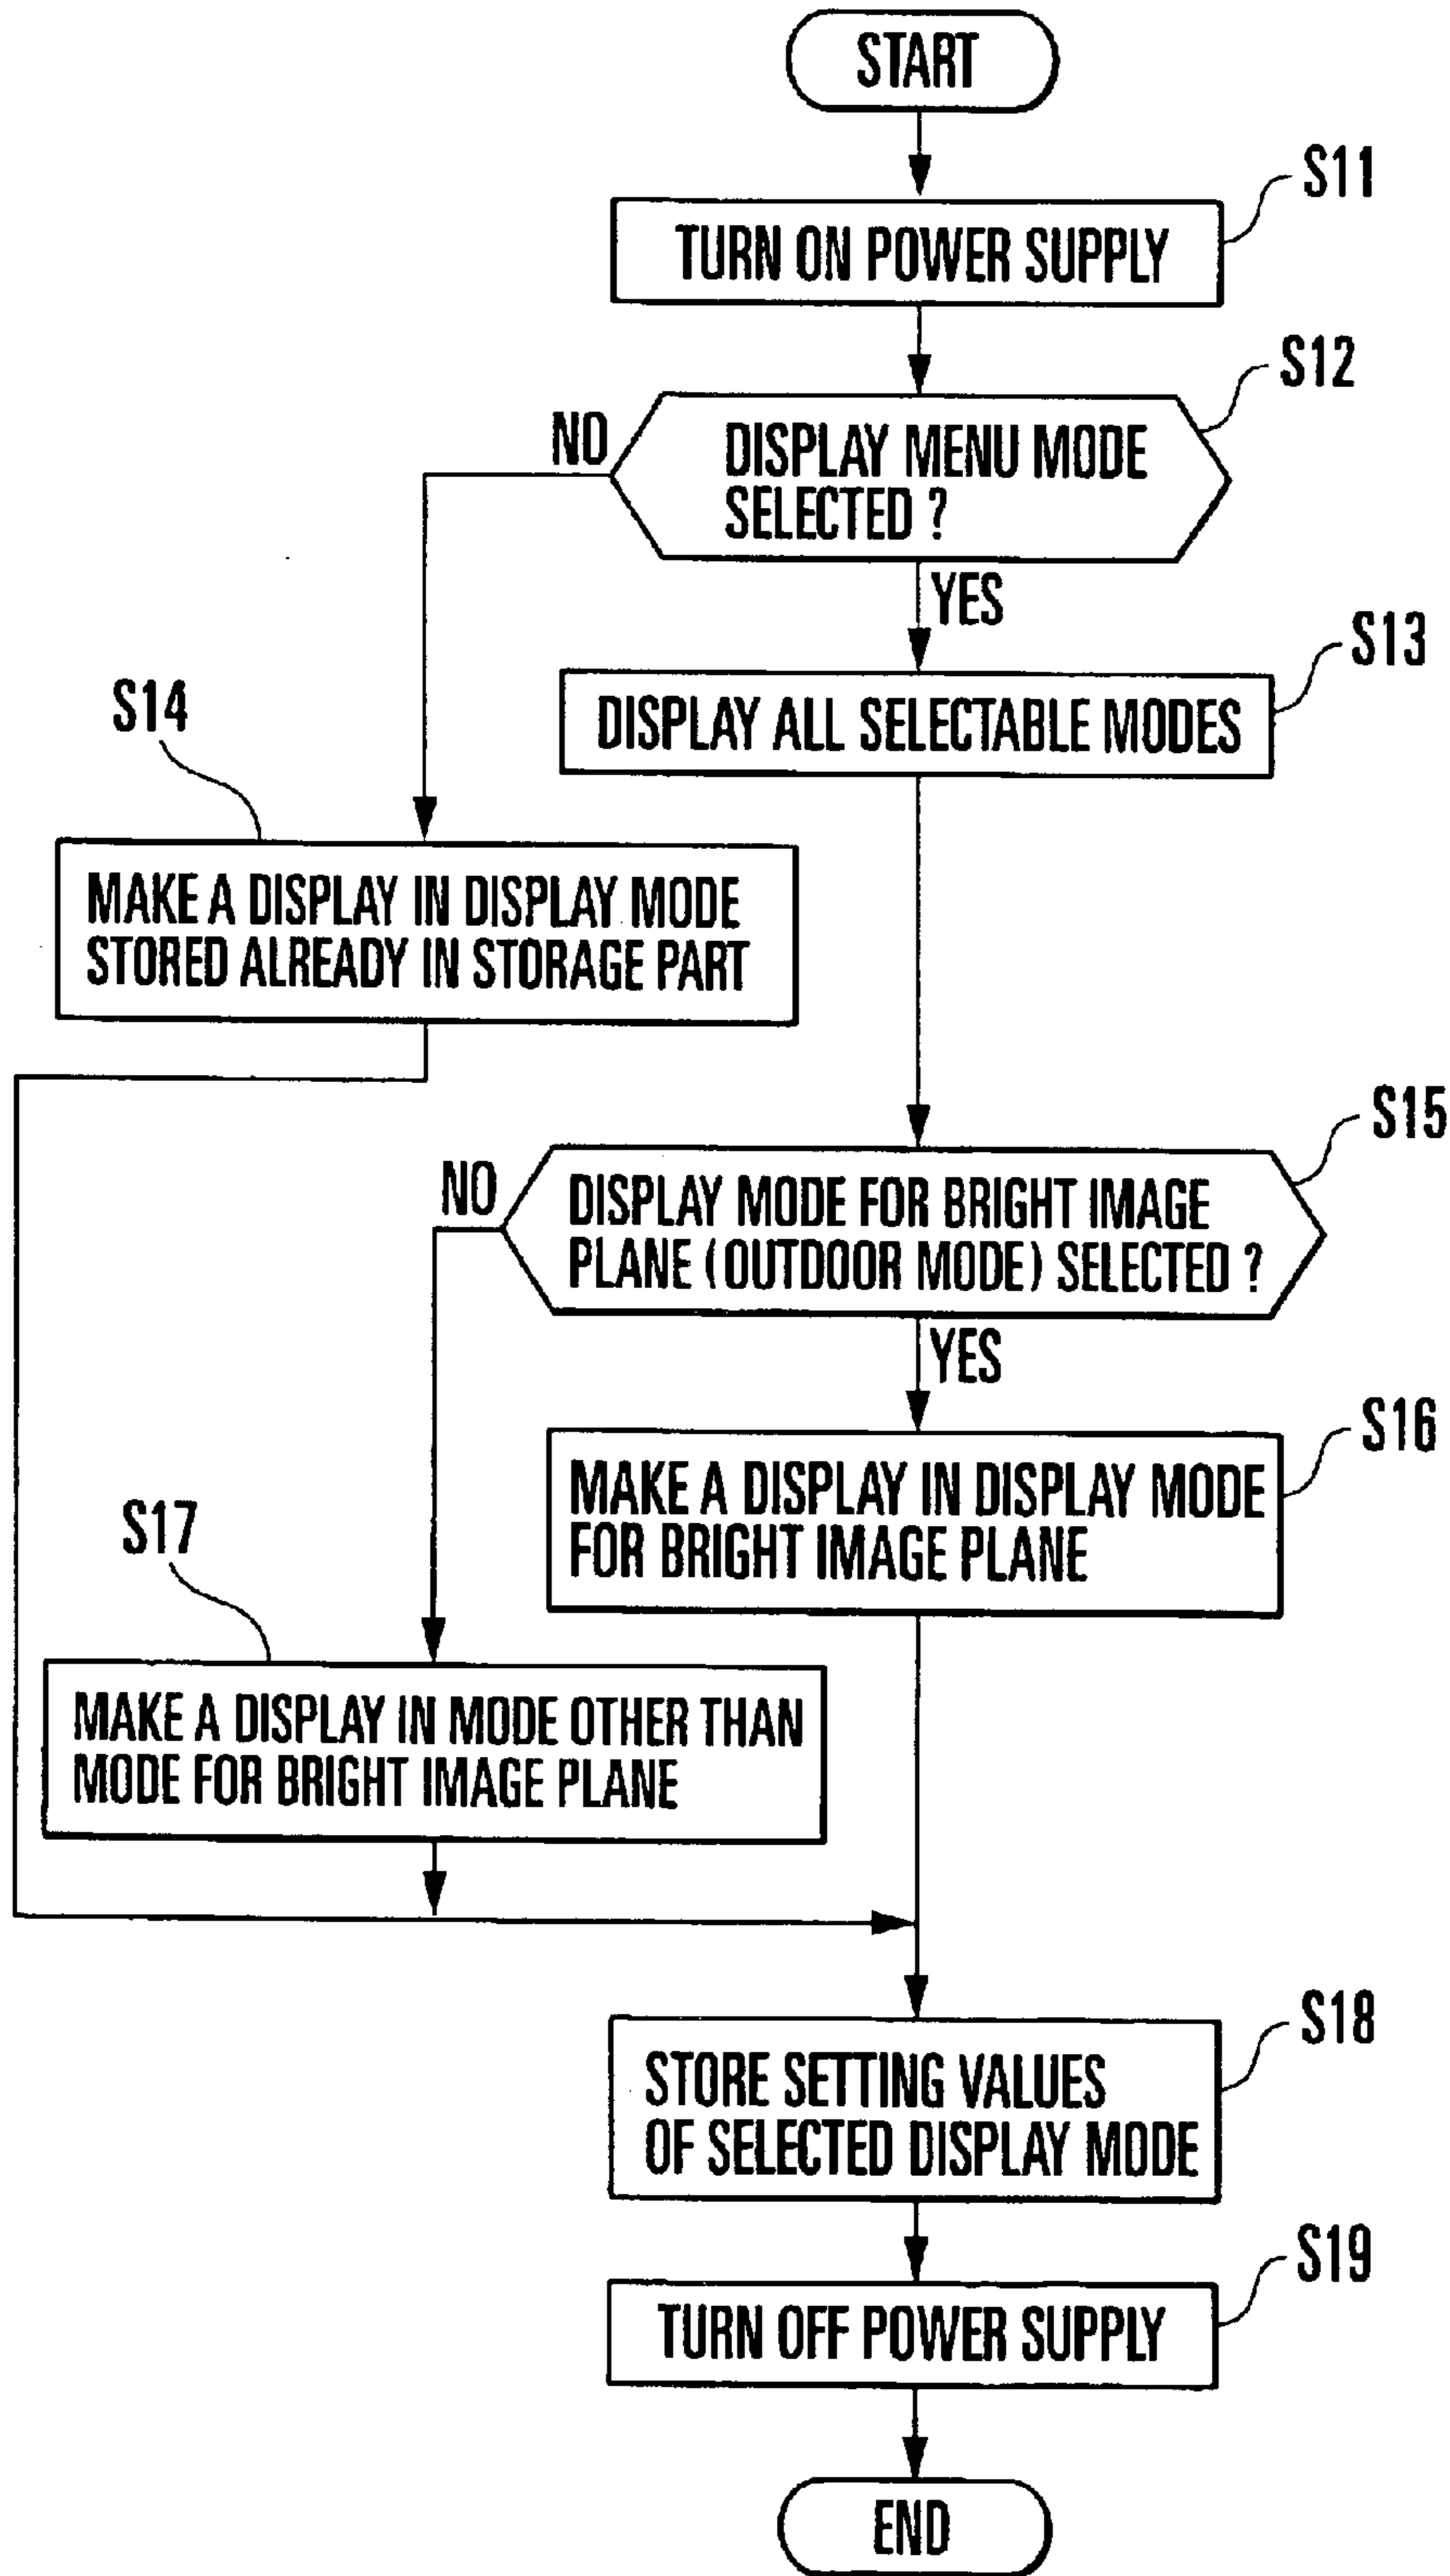 START
S11
TURN ON POWER SUPPLY
S12
NO
DISPLAY MENU MODE
SELECTED ?
YES
S13
DISPLAY ALL SELECTABLE MODES
S14
MAKE A DISPLAY IN DISPLAY MODE
STORED ALREADY IN STORAGE PART
S15
NO
DISPLAY MODE FOR BRIGHT IMAGE
PLANE (OUTDOOR MODE) SELECTED ?
YES
S16
MAKE A DISPLAY IN DISPLAY MODE
FOR BRIGHT IMAGE PLANE
S17
MAKE A DISPLAY IN MODE OTHER THAN
MODE FOR BRIGHT IMAGE PLANE
S18
STORE SETTING VALUES
OF SELECTED DISPLAY MODE
S19
TURN OFF POWER SUPPLY
END